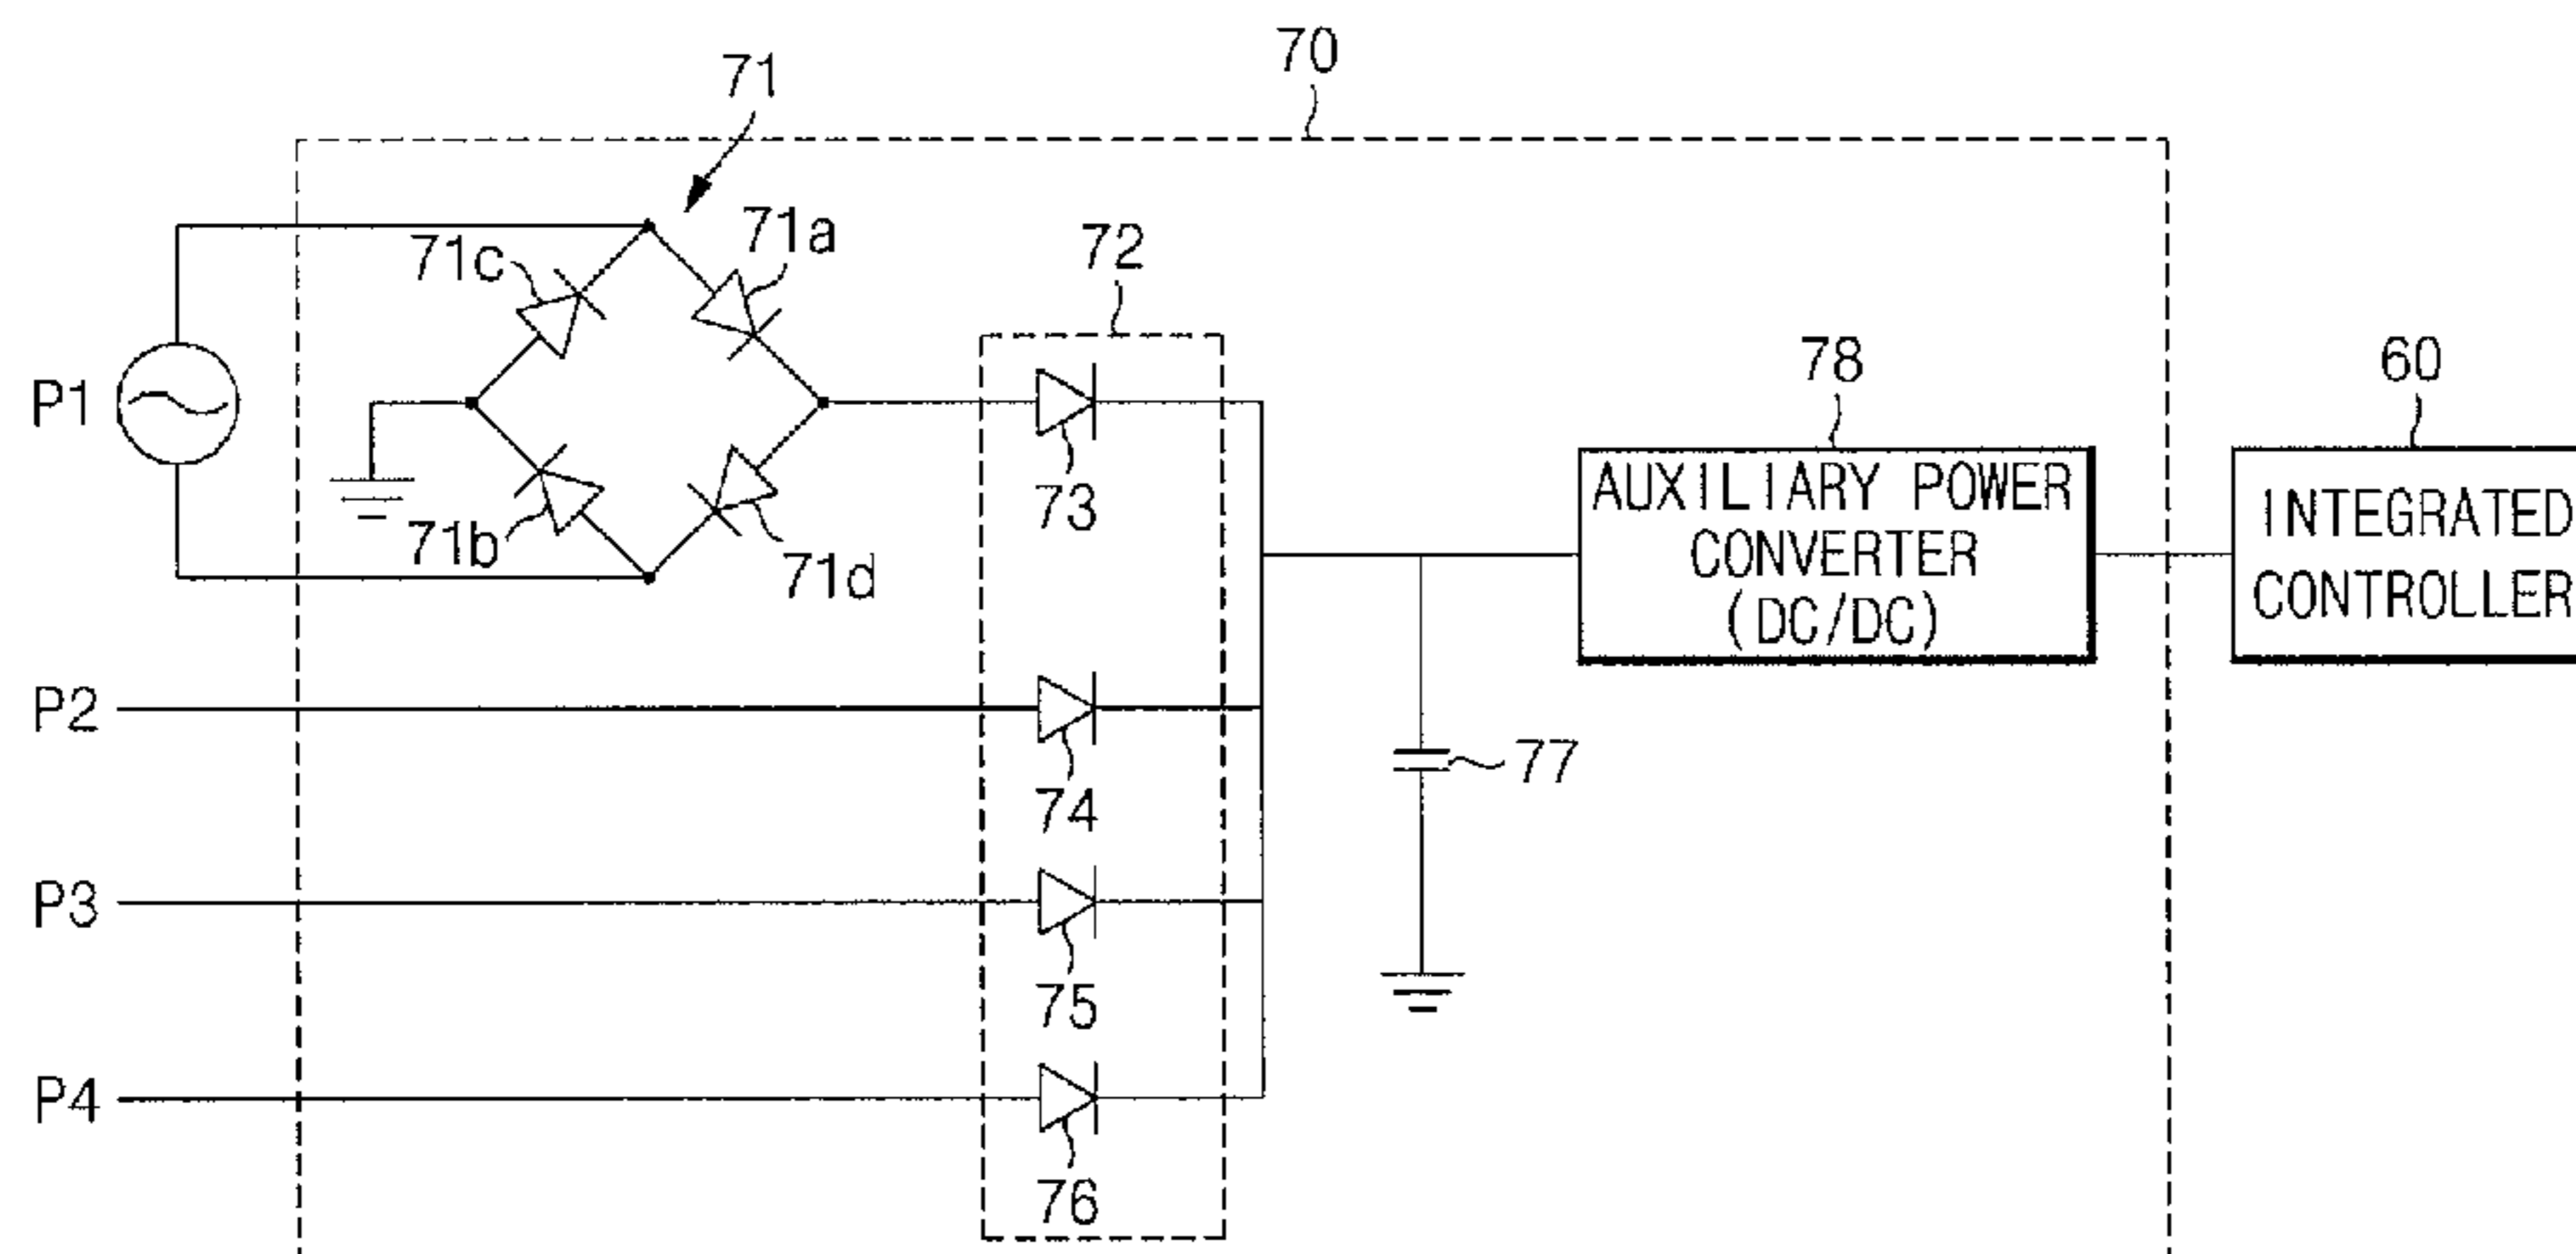 70
71
71a
71c
72
78
60
P1
73
AUXILIARY POWER
CONVERTER
(DC/DC)
INTEGRATED
CONTROLLER
71b
71d
P2
77
74
P3
75
P4
76